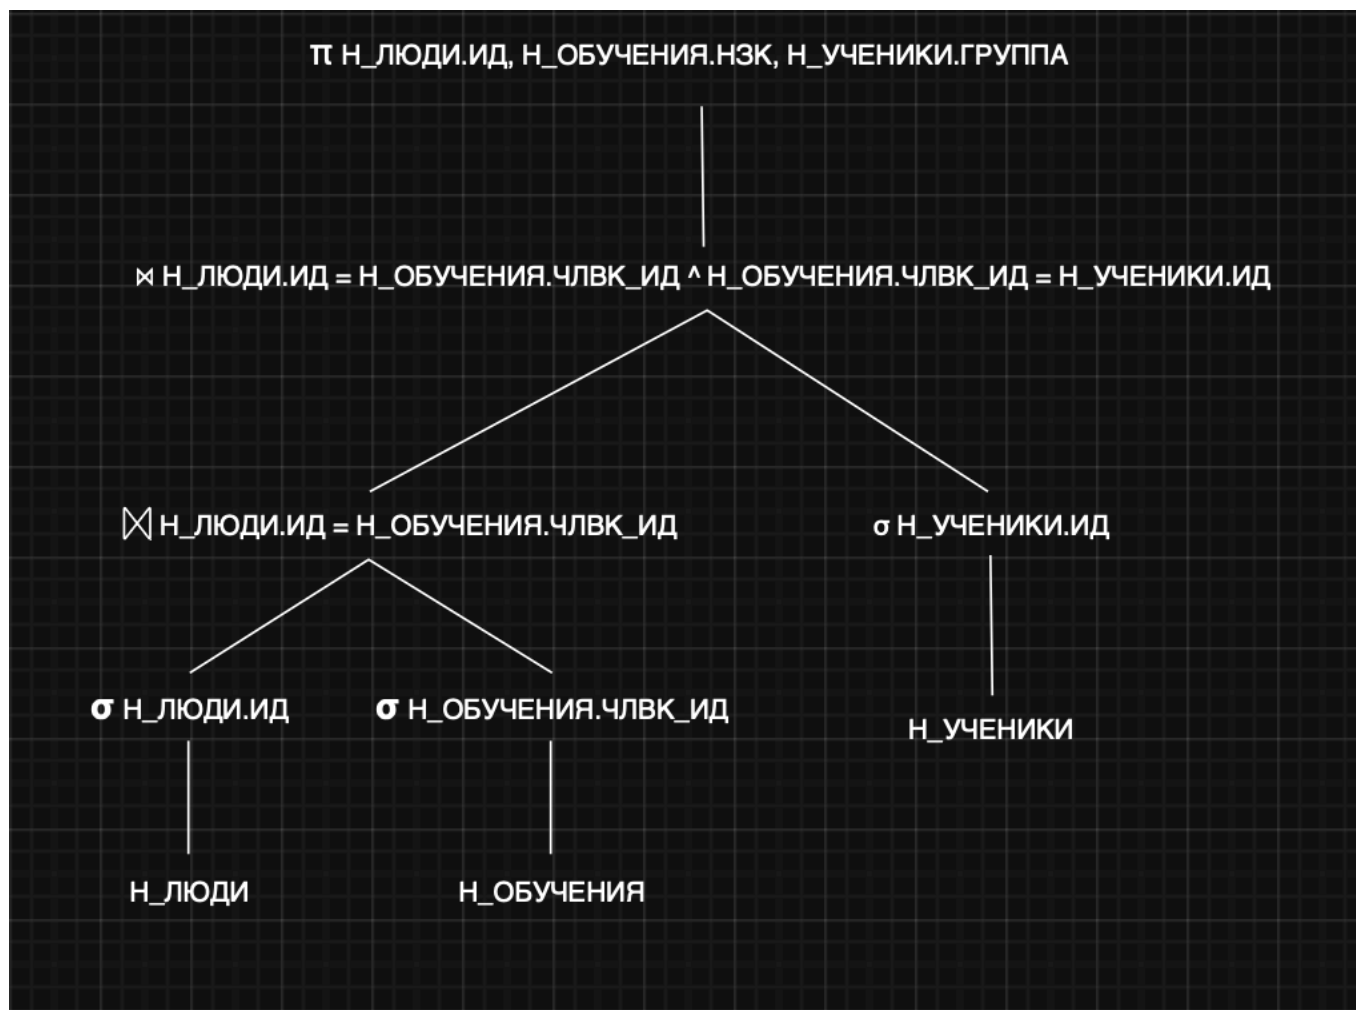 π Н_ЛЮДИ.ИД, Н_ОБУЧЕНИЯ.НЗК, Н_УЧЕНИКИ.ГРУППА
⋈ Н_ЛЮДИ.ИД = Н_ОБУЧЕНИЯ.ЧЛВК_ИД ^ Н_ОБУЧЕНИЯ.ЧЛВК_ИД = Н_УЧЕНИКИ.ИД
⋈ Н_ЛЮДИ.ИД = Н_ОБУЧЕНИЯ.ЧЛВК_ИД
σ Н_УЧЕНИКИ.ИД
σ Н_ЛЮДИ.ИД
σ Н_ОБУЧЕНИЯ.ЧЛВК_ИД
Н_УЧЕНИКИ
Н_ЛЮДИ
Н_ОБУЧЕНИЯ